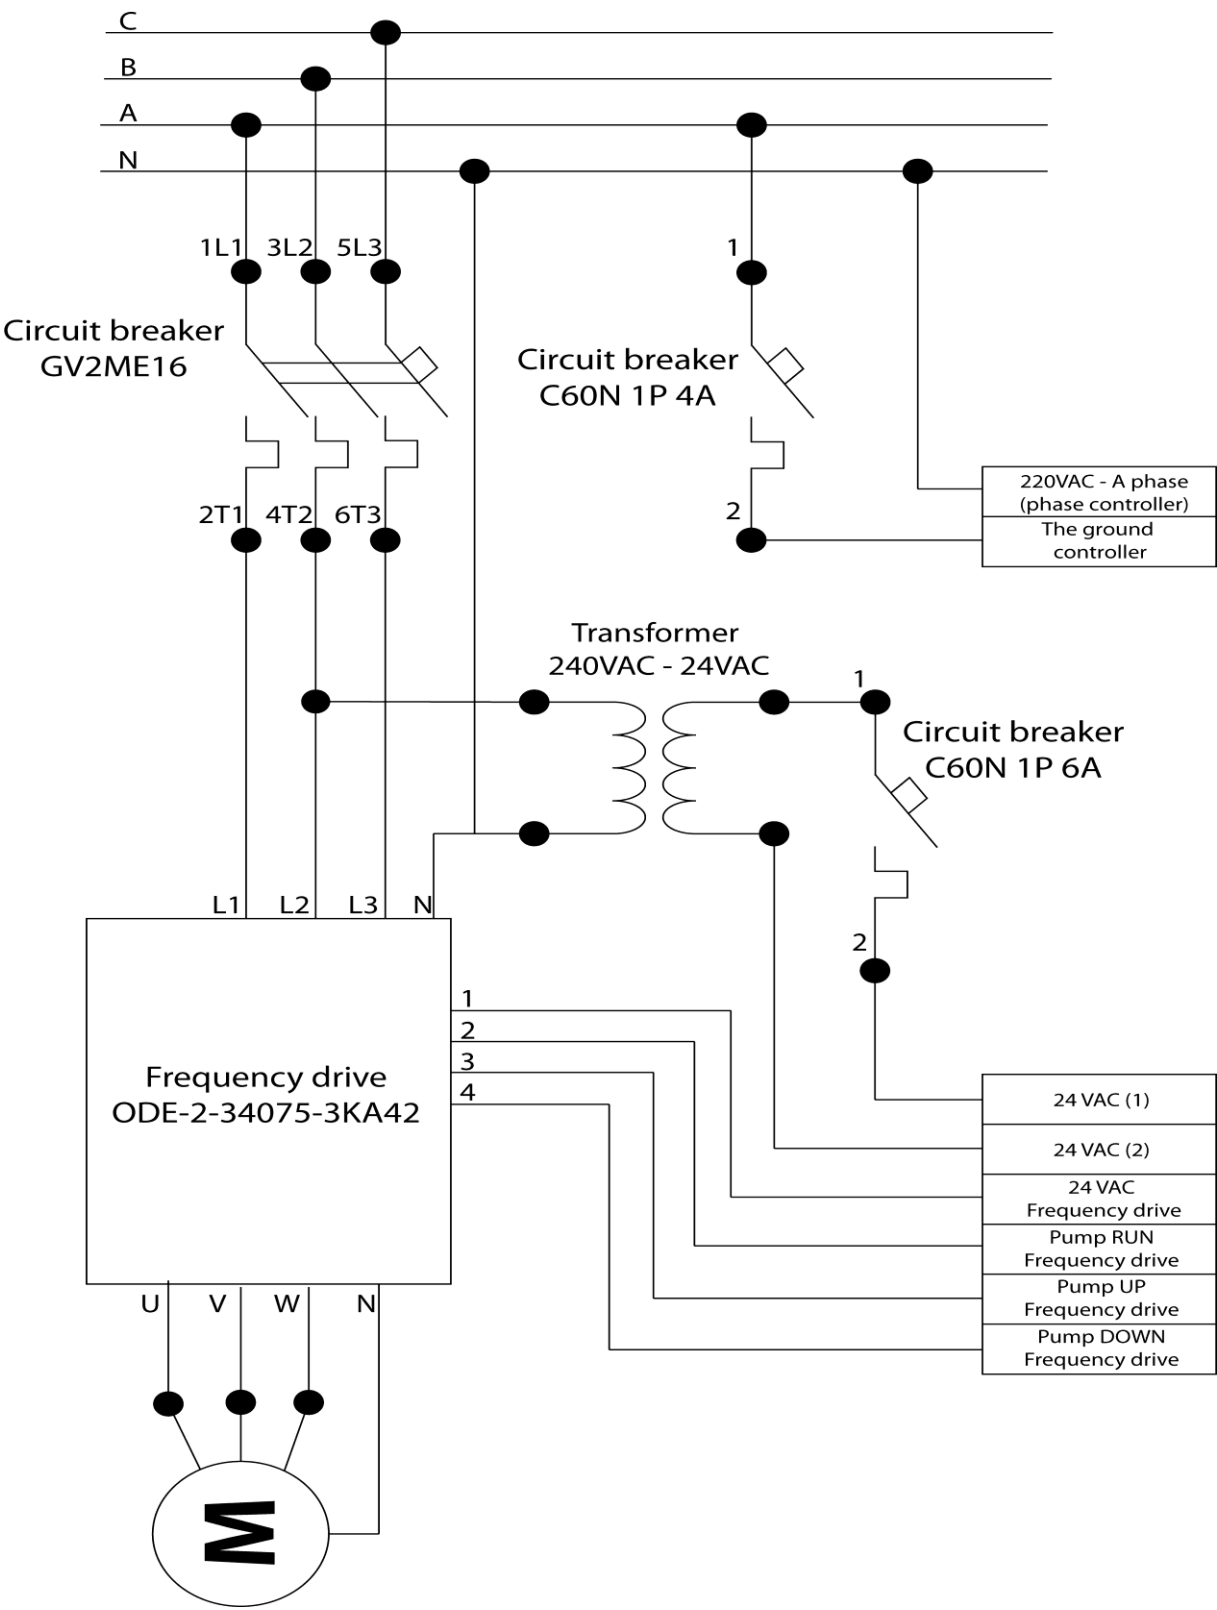 C
B
A
N
1L1 3L2 5L3
1
Circuit breaker
GV2ME16
Circuit breaker
C60N 1P 4A
2T1 4T2 6T3
2
220VAC - A phase
(phase controller)
The ground
controller
Transformer
240VAC - 24VAC
1
Circuit breaker
C60N 1P 6A
L1 L2 L3 N
2
1
2
3
4
Frequency drive
ODE-2-34075-3KA42
24 VAC (1)
24 VAC (2)
24 VAC
Frequency drive
Pump RUN
Frequency drive
Pump UP
Frequency drive
Pump DOWN
Frequency drive
U V W N
M